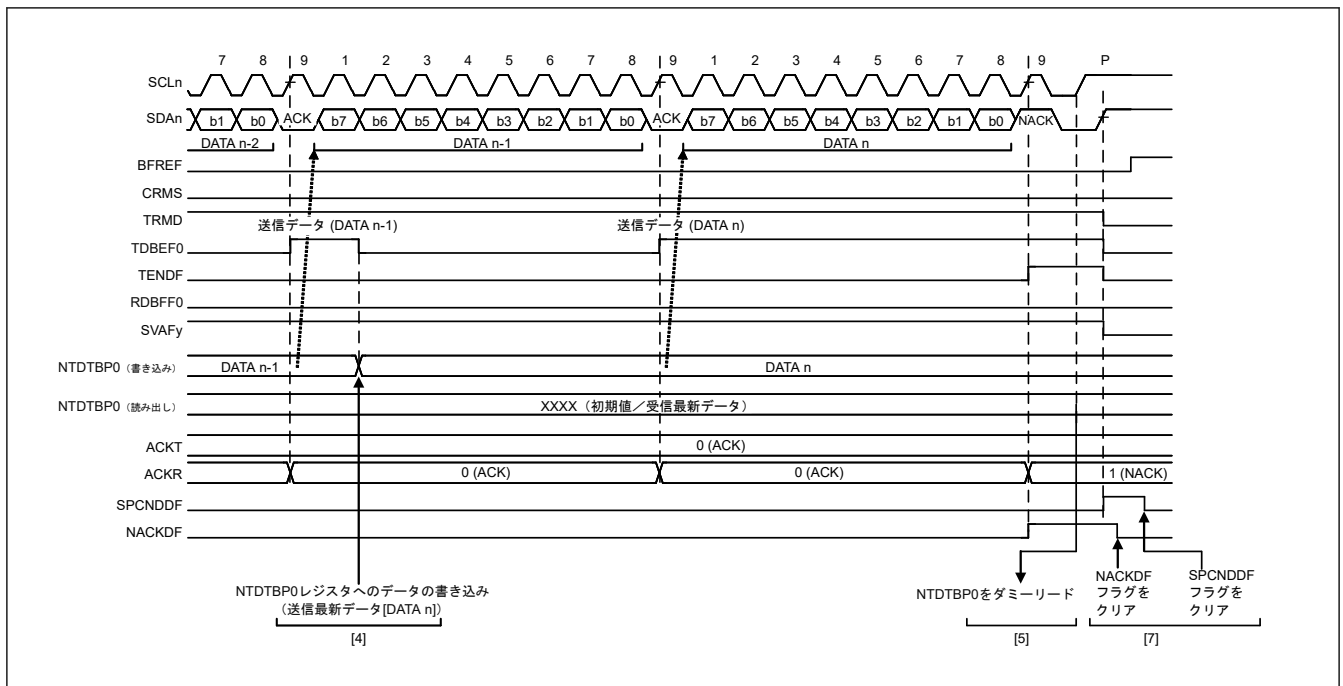 7 8 9 1 2 3 4 5 6 7 8 9 1 2 3 4 5 6 7 8 9 P
SCLn
SDAn b1 b0 ACK b7 b6 b5 b4 b3 b2 b1 b0 ACK b7 b6 b5 b4 b3 b2 b1 b0 NACK
DATA n-2 DATA n-1 DATA n
BFREF
CRMS
TRMD
送信データ (DATA n-1) 送信データ (DATA n)
TDBEF0
TENDF
RDBFF0
SVAFy
NTDTBP0（書き込み） DATA n-1 DATA n
NTDTBP0（読み出し） XXXX（初期値／受信最新データ）
ACKT 0 (ACK)
ACKR 0 (ACK) 0 (ACK) 1 (NACK)
SPCNDDF
NACKDF
NTDTBP0レジスタへのデータの書き込み
（送信最新データ[DATA n]）
[4]
NTDTBP0をダミーリード
[5]
NACKDF
フラグを
クリア
SPCNDDF
フラグを
クリア
[7]